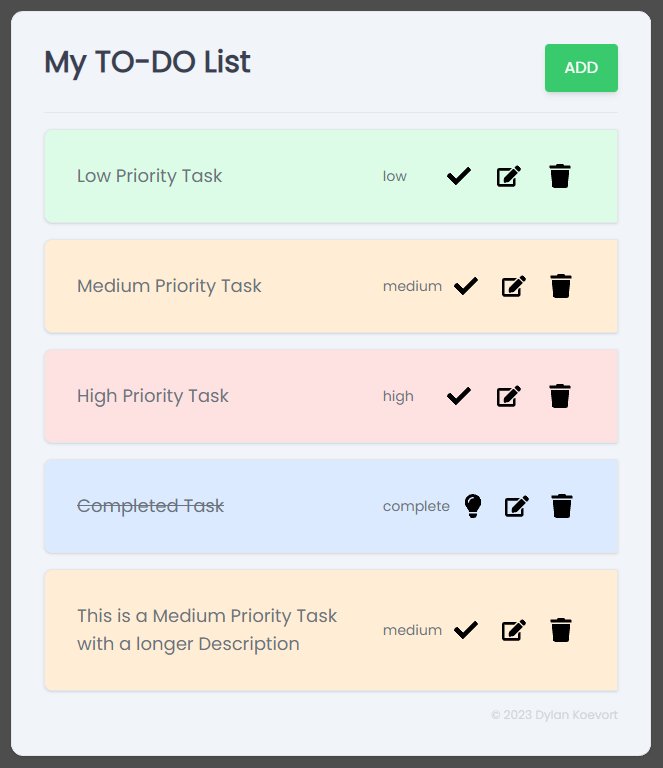 My TO-DO List
ADD
Low Priority Task
low
Medium Priority Task
medium
High Priority Task
high
Completed Task
complete
This is a Medium Priority Task
with a longer Description
medium
© 2023 Dylan Koevort